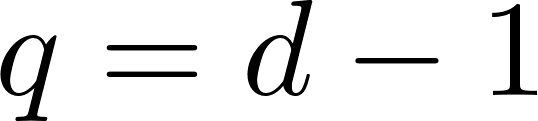 q = d − 1